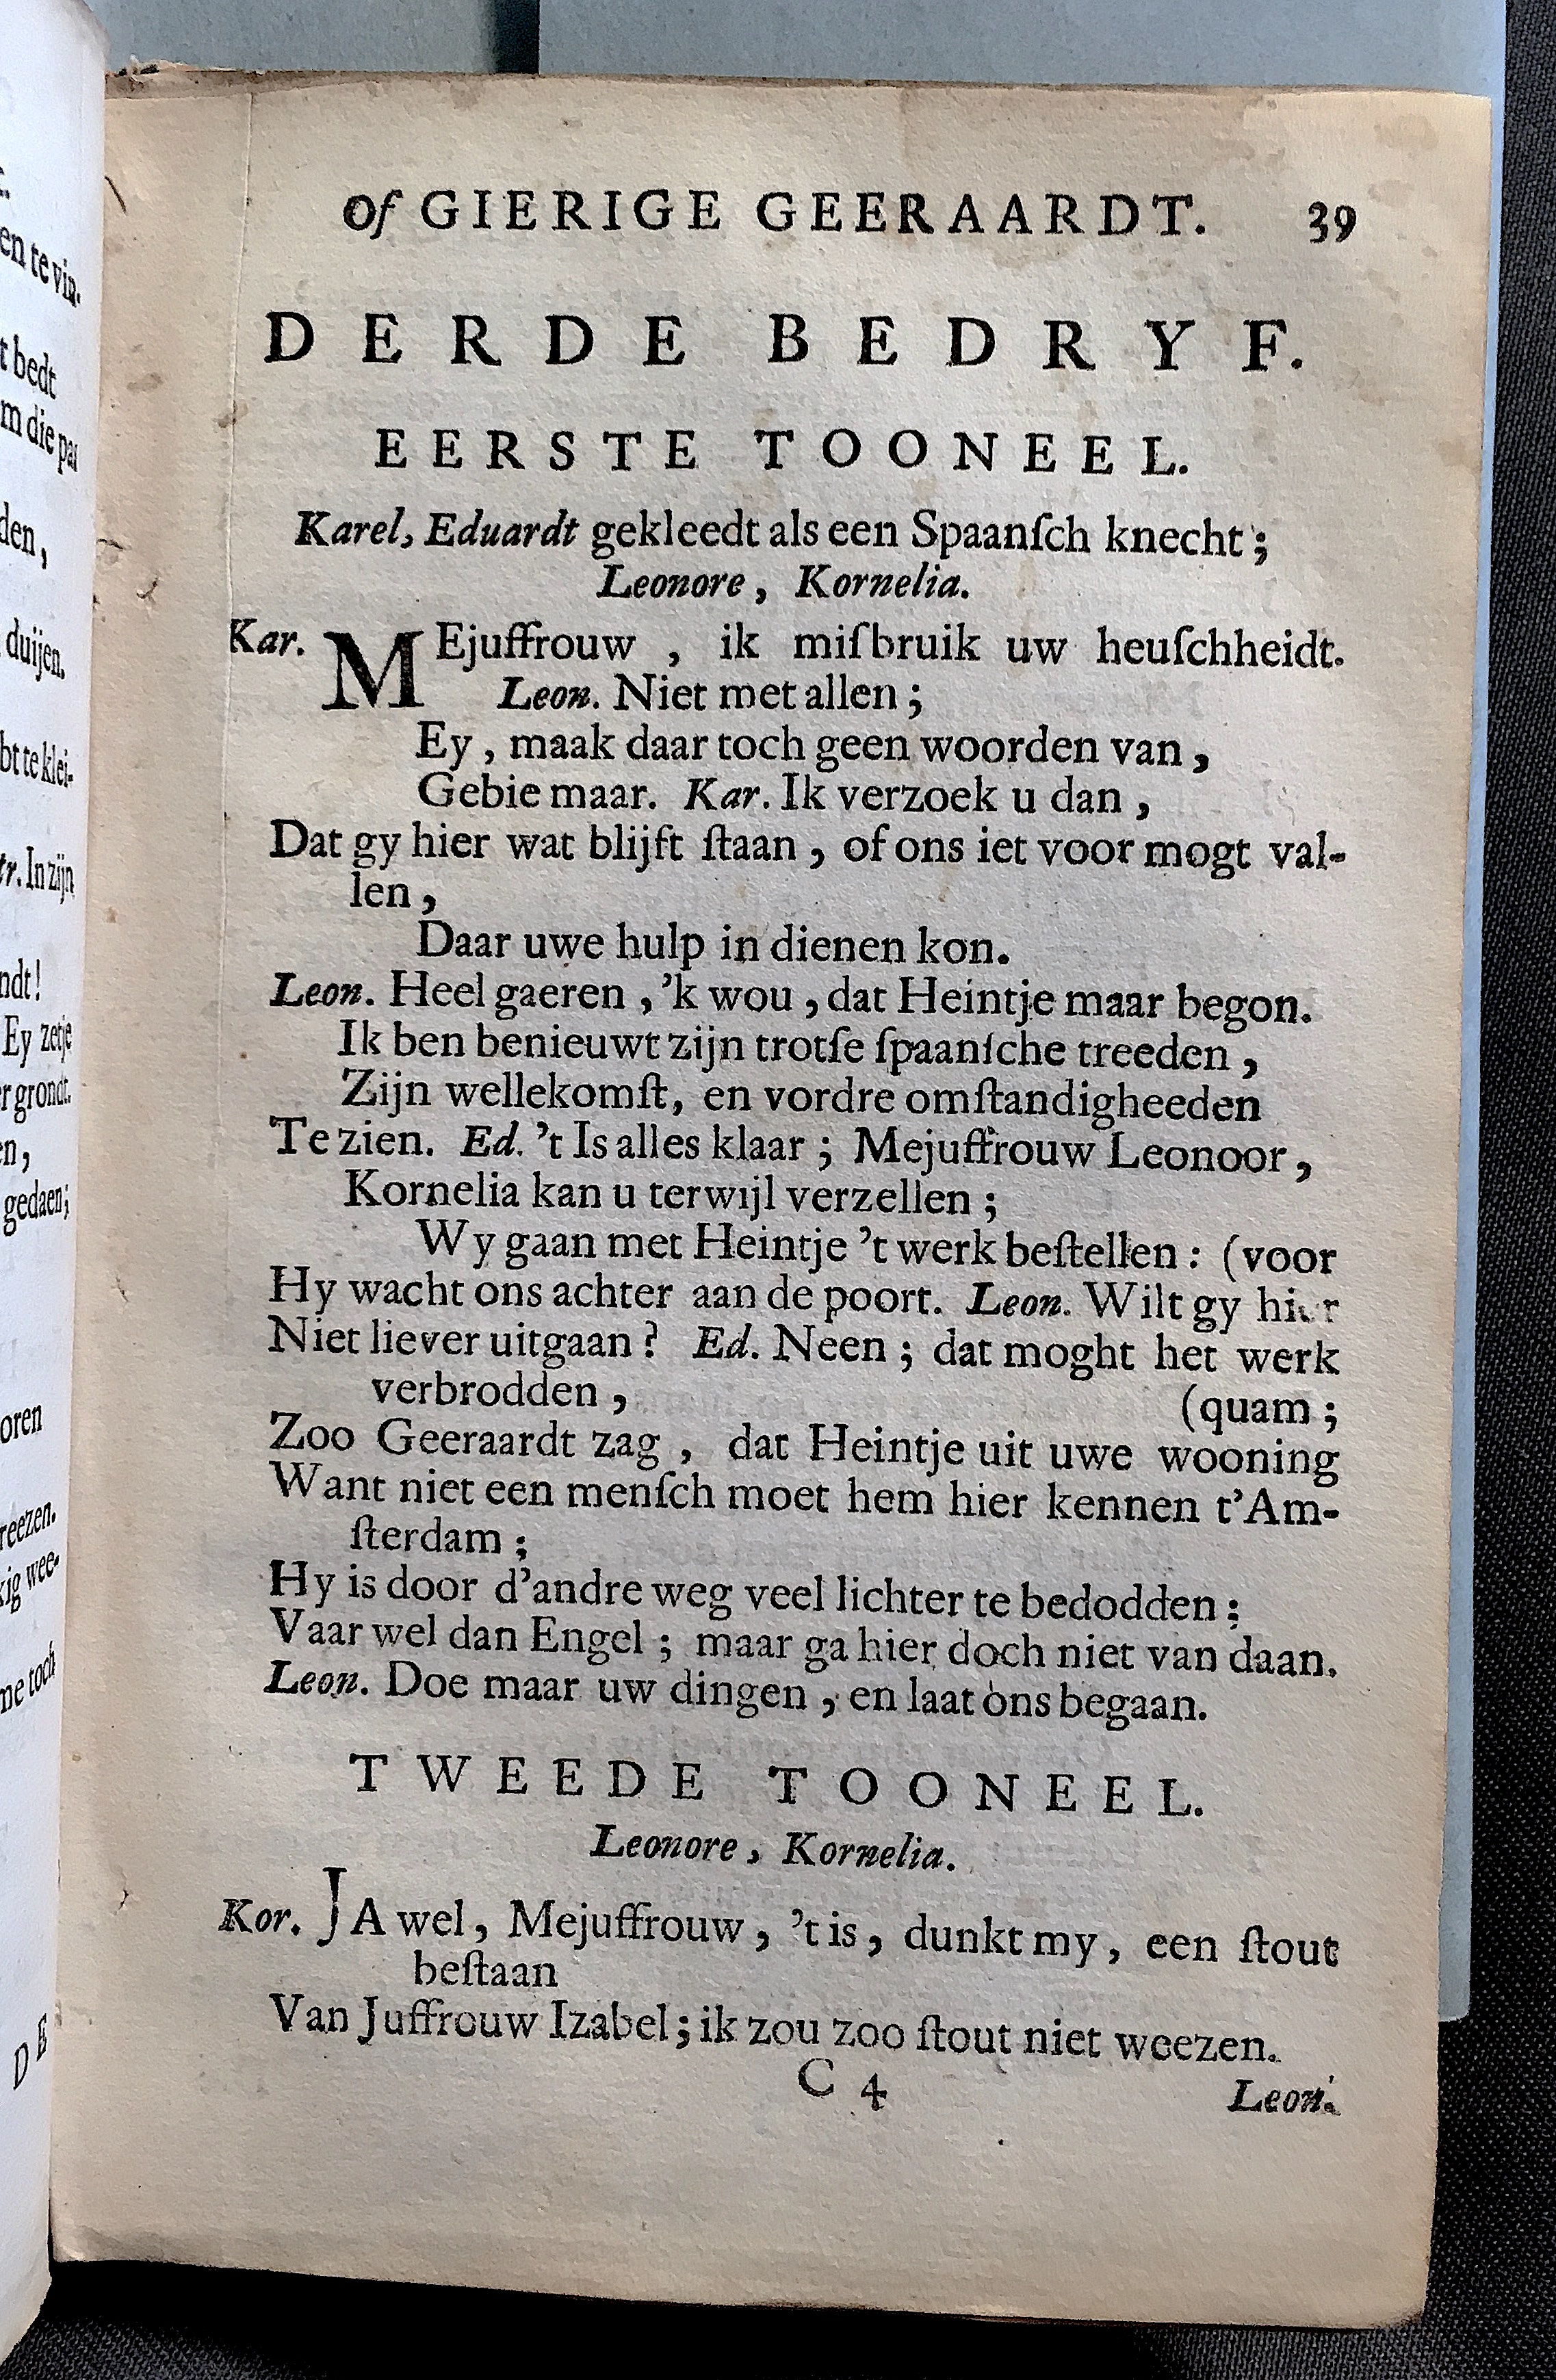 of GIERIGE GEERAARDT. 39
DERDE BEDRYF.
EERSTE TOONEEL.
Karel, Eduardt gekleedt als een Spaanſch knecht;
Leonore, Kornelia.
Kar. MEjuffrouw, ik miſbruik uw heuſchheidt.
Leon. Niet met allen;
Ey, maak daar toch geen woorden van,
Gebie maar. Kar. Ik verzoek u dan,
Dat gy hier wat blijft ſtaan, of ons iet voor mogt val-
len,
Daar uwe hulp in dienen kon.
Leon. Heel gaeren, 'k wou, dat Heintje maar begon.
Ik ben benieuwt zijn trotſe ſpaanſche treeden,
Zijn wellekomſt, en vordre omſtandigheeden
Te zien. Ed. 't Is alles klaar; Mejuffrouw Leonoor,
Kornelia kan u terwijl verzellen;
Wy gaan met Heintje 't werk beſtellen: (voor
Hy wacht ons achter aan de poort. Leon. Wilt gy hier
Niet liever uitgaan? Ed. Neen; dat moght het werk
verbrodden, (quam;
Zoo Geeraardt zag, dat Heintje uit uwe wooning
Want niet een menſch moet hem hier kennen t'Am-
ſterdam;
Hy is door d'andre weg veel lichter te bedodden:
Vaar wel dan Engel; maar ga hier doch niet van daan.
Leon. Doe maar uw dingen, en laat ons begaan.
TWEEDE TOONEEL.
Leonore, Kornelia.
Kor. JA wel, Mejuffrouw, 't is, dunkt my, een ſtout
beſtaan
Van Juffrouw Izabel; ik zou zoo ſtout niet weezen.
C 4 Leon.